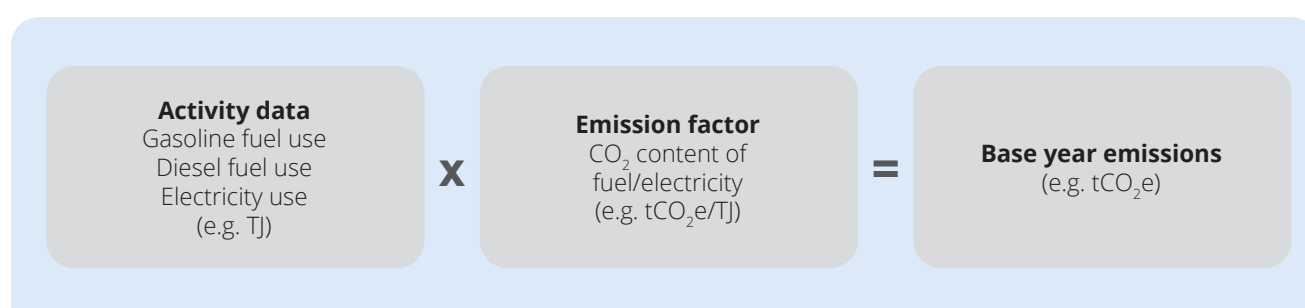 Activity data
Gasoline fuel use
Diesel fuel use
Electricity use
(e.g. TJ)
x
Emission factor
CO₂ content of
fuel/electricity
(e.g. tCO₂e/TJ)
=
Base year emissions
(e.g. tCO₂e)